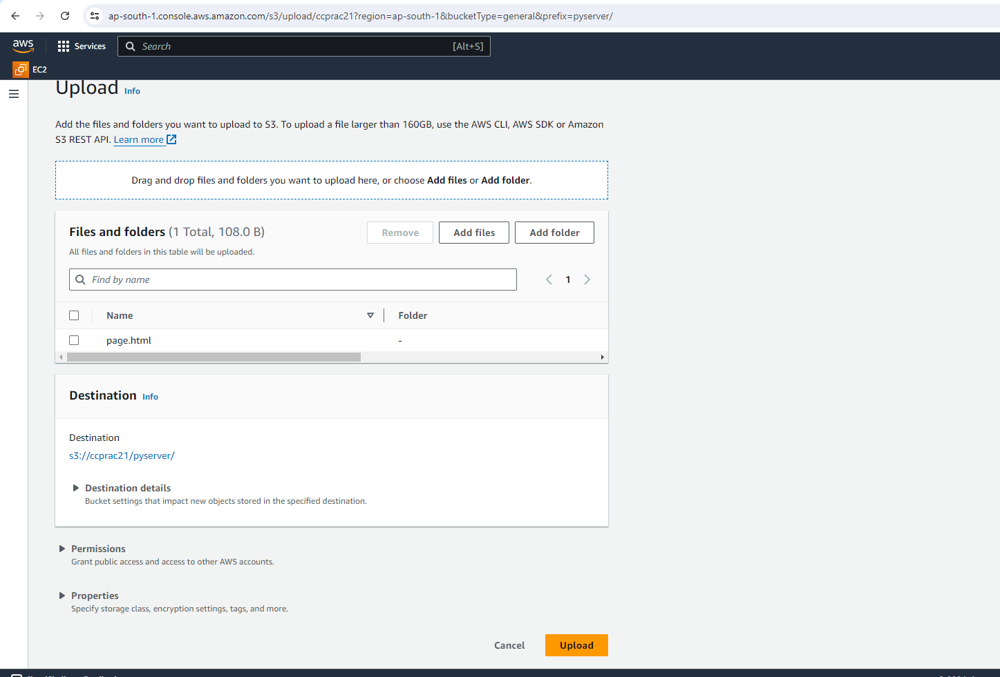 ap-south-1.console.aws.amazon.com/s3/upload/ccprac21?region=ap-south-1&bucketType=general&prefix=pyserver/
aws
Services
Search
[Alt+S]
EC2
Upload Info
Add the files and folders you want to upload to S3. To upload a file larger than 160GB, use the AWS CLI, AWS SDK or Amazon
S3 REST API. Learn more
Drag and drop files and folders you want to upload here, or choose Add files or Add folder.
Files and folders (1 Total, 108.0 B)
Remove
Add files
Add folder
All files and folders in this table will be uploaded.
Find by name
1
Name
Folder
page.html
-
Destination Info
Destination
s3://ccprac21/pyserver/
Destination details
Bucket settings that impact new objects stored in the specified destination.
Permissions
Grant public access and access to other AWS accounts.
Properties
Specify storage class, encryption settings, tags, and more.
Cancel
Upload